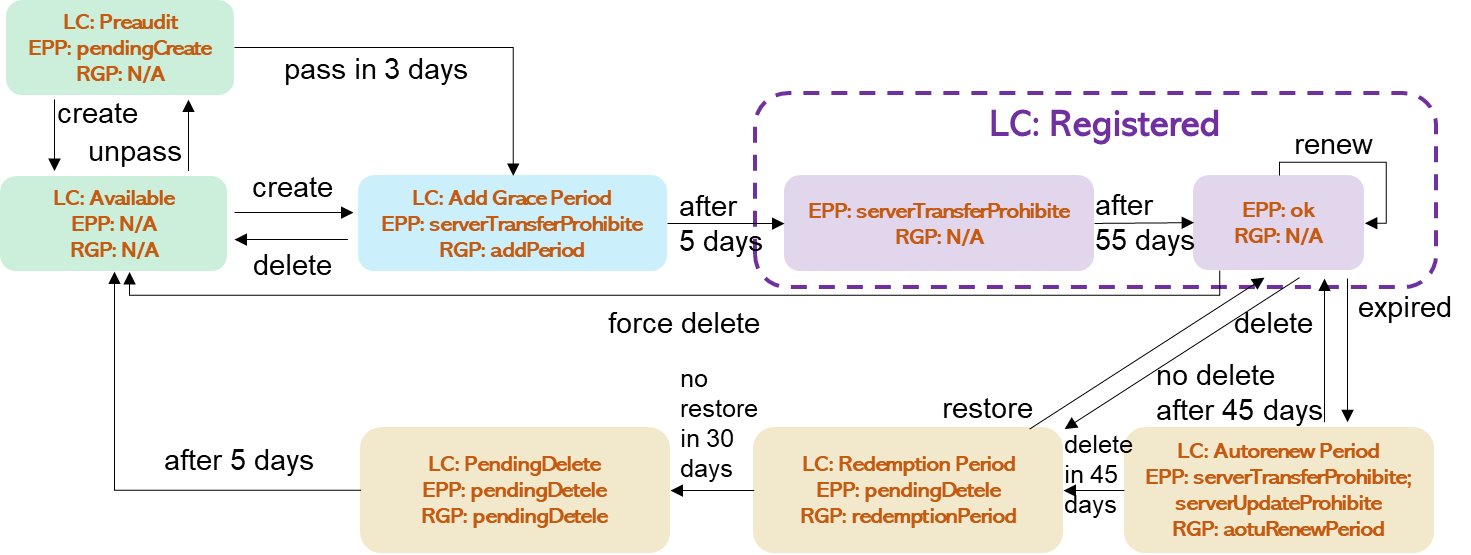 LC: Preaudit
EPP: pendingCreate
RGP: N/A
pass in 3 days
create
unpass
LC: Registered
renew
LC: Available
EPP: N/A
RGP: N/A
create
delete
LC: Add Grace Period
EPP: serverTransferProhibite
RGP: addPeriod
after
5 days
EPP: serverTransferProhibite
RGP: N/A
after
55 days
EPP: ok
RGP: N/A
force delete
delete
expired
restore
no delete
after 45 days
no
restore
in 30
days
delete
in 45
days
after 5 days
LC: PendingDelete
EPP: pendingDetele
RGP: pendingDetele
LC: Redemption Period
EPP: pendingDetele
RGP: redemptionPeriod
LC: Autorenew Period
EPP: serverTransferProhibite;
serverUpdateProhibite
RGP: aotuRenewPeriod